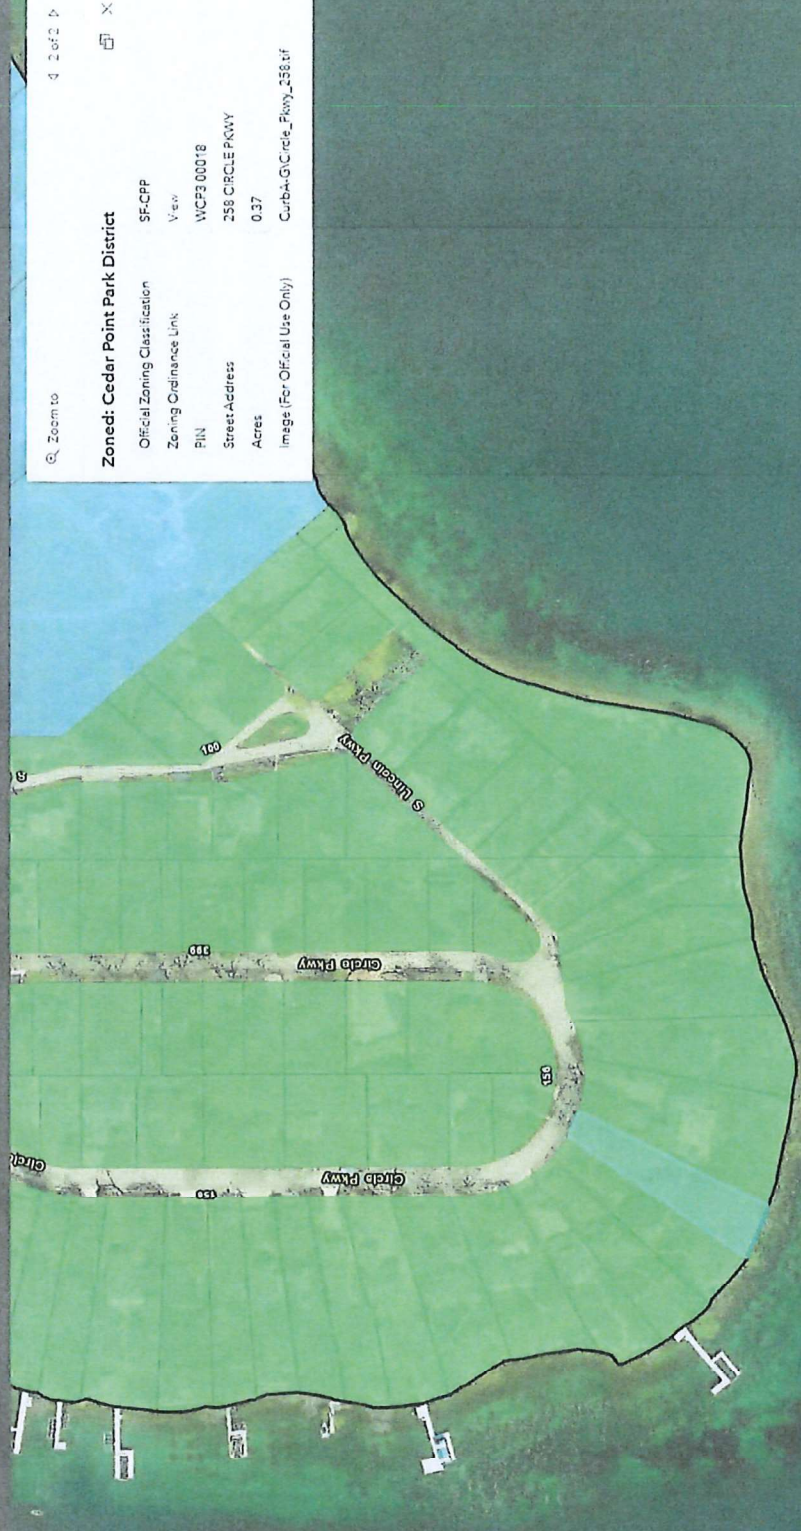 Zoom to
2 of 2
Zoned: Cedar Point Park District
Official Zoning Classification SF-CPP
Zoning Ordinance Link View
PIN WCP3 00018
Street Address 258 CIRCLE PKWY
Acres 0.37
Image (For Official Use Only) CurbA-G\Circle_Pkwy_258.tif
100
S Lincoln Pkwy
399
Circle Pkwy
156
Circle
Circle Pkwy